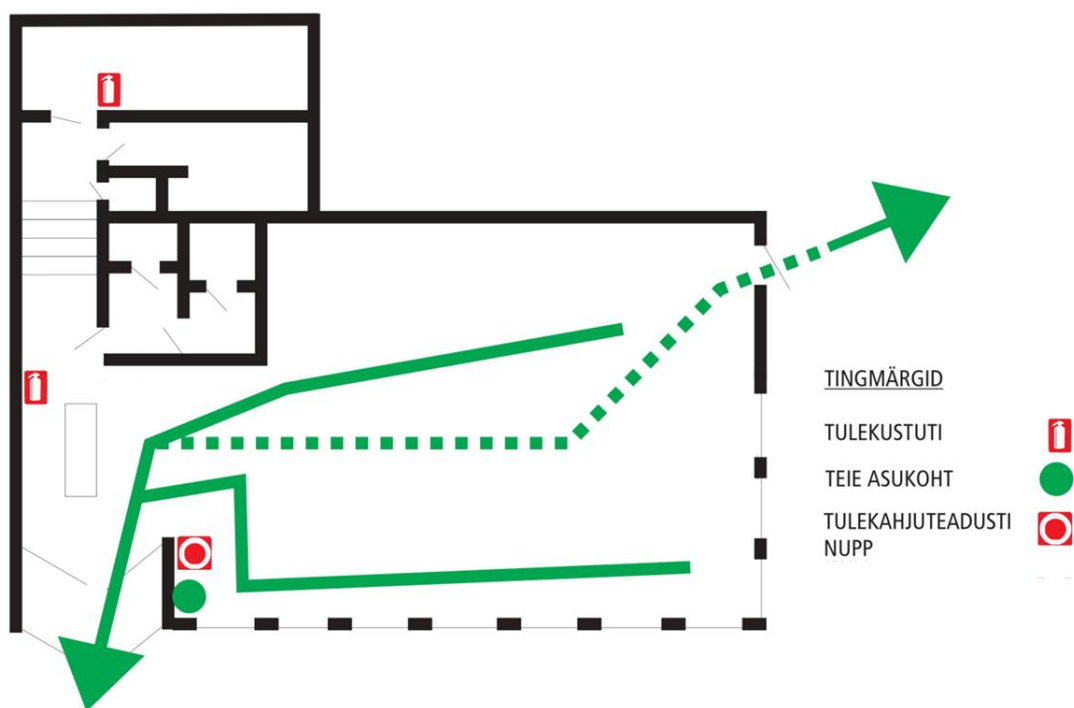 TINGMÄRGID
TULEKUSTUTI
TEIE ASUKOHT
TULEKAHJUTEADUSTI
NUPP